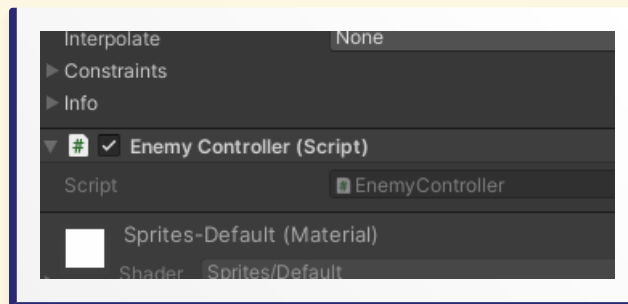 Interpolate None
Constraints
Info
# Enemy Controller (Script)
Script # EnemyController
Sprites-Default (Material)
Shader Sprites/Default